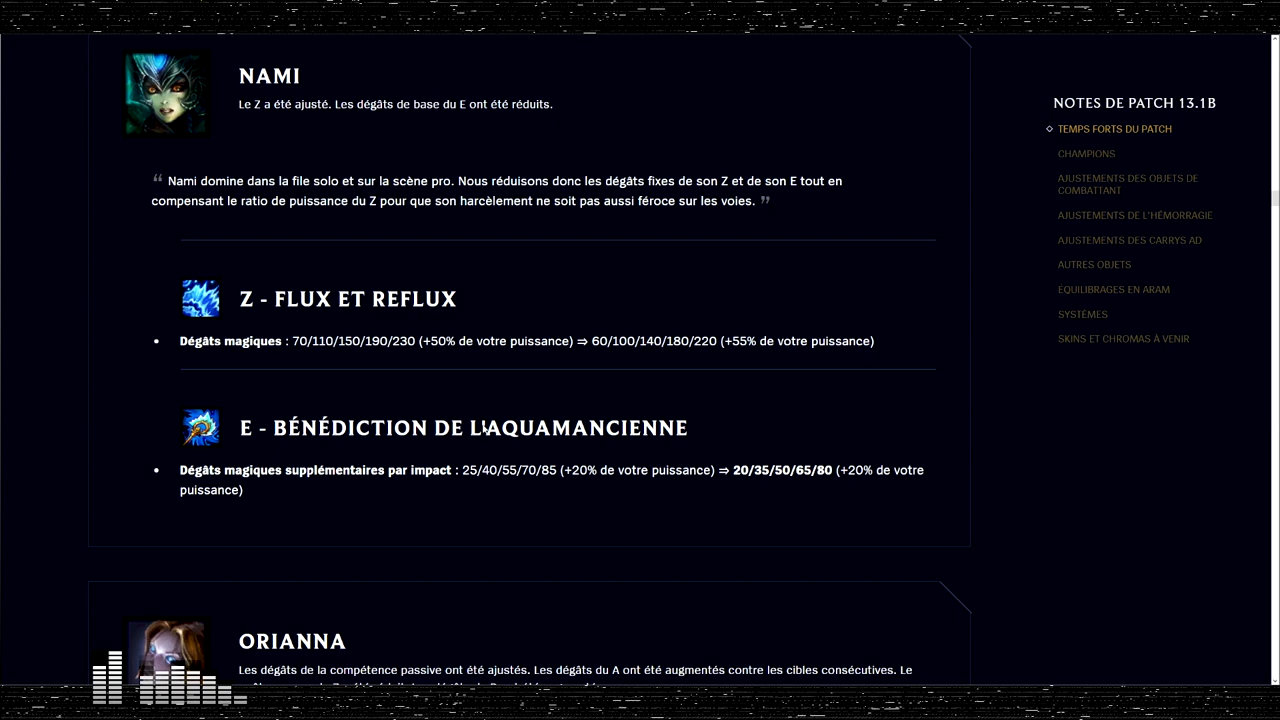 NAMI
Le Z a été ajusté. Les dégâts de base du E ont été réduits.
“ Nami domine dans la file solo et sur la scène pro. Nous réduisons donc les dégâts fixes de son Z et de son E tout en
compensant le ratio de puissance du Z pour que son harcèlement ne soit pas aussi féroce sur les voies. ”
Z - FLUX ET REFLUX
• Dégâts magiques : 70/110/150/190/230 (+50% de votre puissance) ⇒ 60/100/140/180/220 (+55% de votre puissance)
E - BÉNÉDICTION DE L'AQUAMANCIENNE
• Dégâts magiques supplémentaires par impact : 25/40/55/70/85 (+20% de votre puissance) ⇒ 20/35/50/65/80 (+20% de votre
puissance)
ORIANNA
Les dégâts de la compétence passive ont été ajustés. Les dégâts du A ont été augmentés contre les cibles consécutives. Le
NOTES DE PATCH 13.1B
TEMPS FORTS DU PATCH
CHAMPIONS
AJUSTEMENTS DES OBJETS DE
COMBATTANT
AJUSTEMENTS DE L'HÉMORRAGIE
AJUSTEMENTS DES CARRYS AD
AUTRES OBJETS
ÉQUILIBRAGES EN ARAM
SYSTÈMES
SKINS ET CHROMAS À VENIR